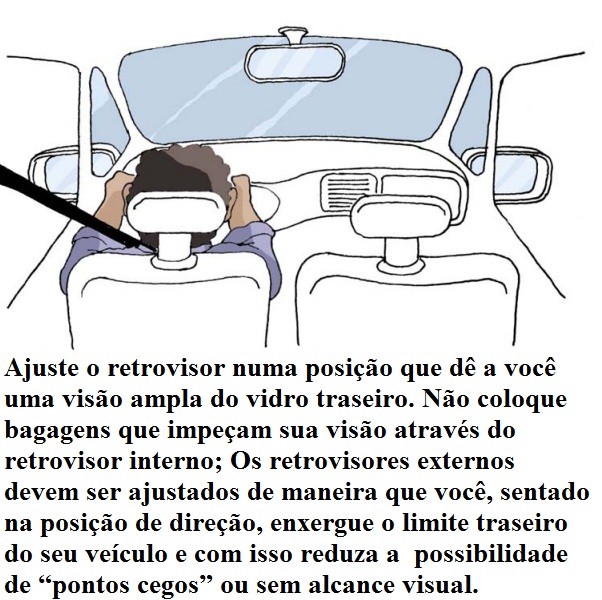 Ajuste o retrovisor numa posição que dê a você
uma visão ampla do vidro traseiro. Não coloque
bagagens que impeçam sua visão através do
retrovisor interno; Os retrovisores externos
devem ser ajustados de maneira que você, sentado
na posição de direção, enxergue o limite traseiro
do seu veículo e com isso reduza a  possibilidade
de “pontos cegos” ou sem alcance visual.